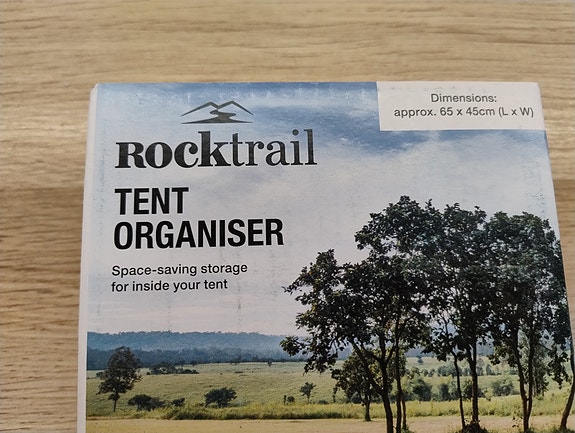 Dimensions:
approx. 65 x 45cm (L x W)
Rocktrail
TENT
ORGANISER
Space-saving storage
for inside your tent